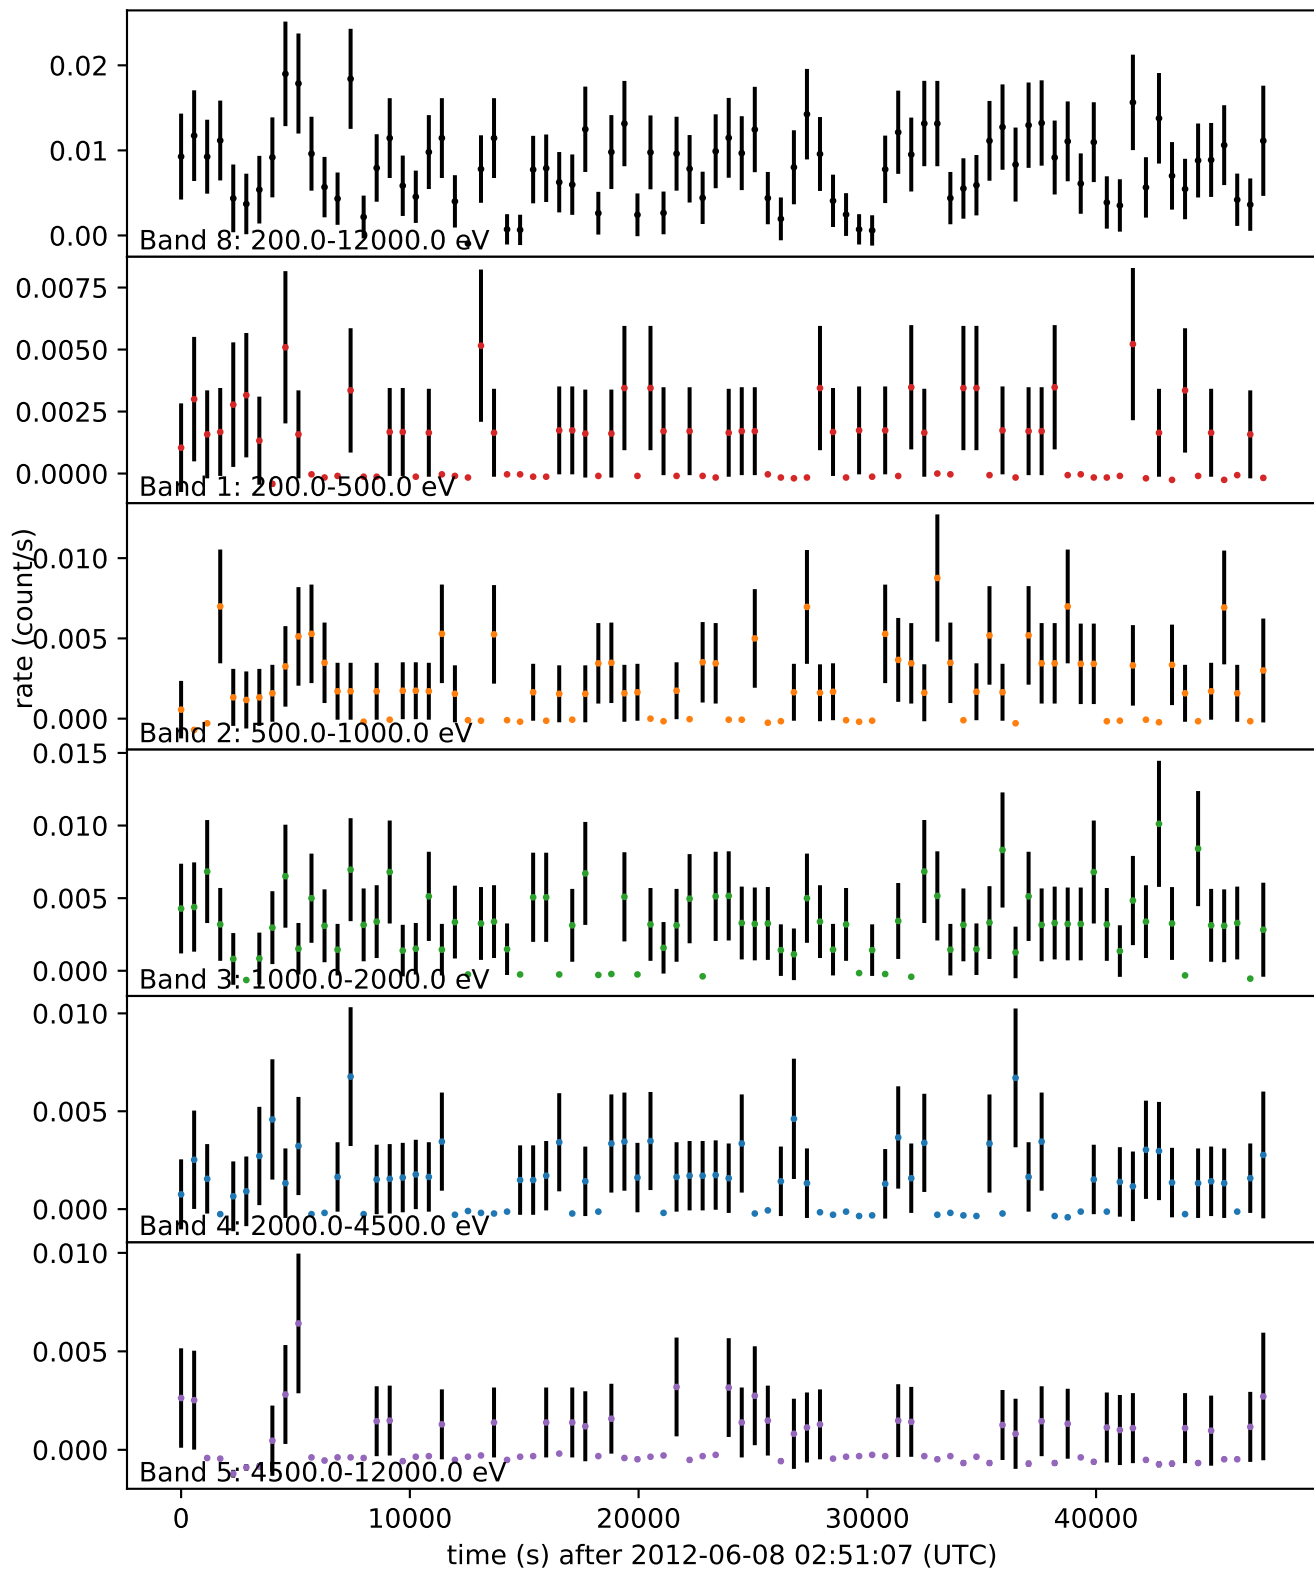 0.02
0.01
0.00
Band 8: 200.0-12000.0 eV
0.0075
0.0050
0.0025
0.0000
Band 1: 200.0-500.0 eV
rate (count/s)
0.010
0.005
0.000
Band 2: 500.0-1000.0 eV
0.015
0.010
0.005
0.000
Band 3: 1000.0-2000.0 eV
0.010
0.005
0.000
Band 4: 2000.0-4500.0 eV
0.010
0.005
0.000
Band 5: 4500.0-12000.0 eV
0 10000 20000 30000 40000
time (s) after 2012-06-08 02:51:07 (UTC)